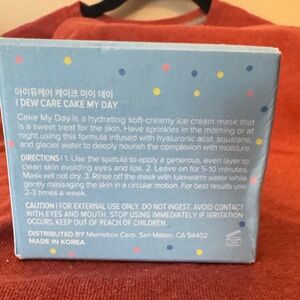 아이듀케어 케이크 마이 데이
I DEW CARE CAKE MY DAY
Cake My Day is a hydrating soft-creamy ice cream mask that
is a sweet treat for the skin. Have sprinkles in the morning or at
night using this formula infused with hyaluronic acid, squalane,
and glacier water to deeply nourish the complexion with moisture.
DIRECTIONS | 1. Use the spatula to apply a generous, even layer to
clean skin avoiding eyes and lips. 2. Leave on for 5-10 minutes.
Mask will not dry. 3. Rinse off the mask with lukewarm water while
gently massaging the skin in a circular motion. For best results use
2-3 times a week.
CAUTION | FOR EXTERNAL USE ONLY. DO NOT INGEST. AVOID CONTACT
WITH EYES AND MOUTH. STOP USING IMMEDIATELY IF IRRITATION
OCCURS. KEEP OUT OF REACH OF CHILDREN.
DISTRIBUTED BY Memebox Corp. San Mateo, CA 94402
MADE IN KOREA